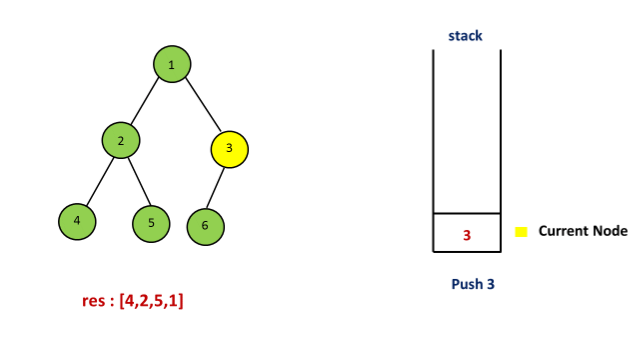 stack
1
2
3
4
5
6
3
Current Node
Push 3
res : [4,2,5,1]